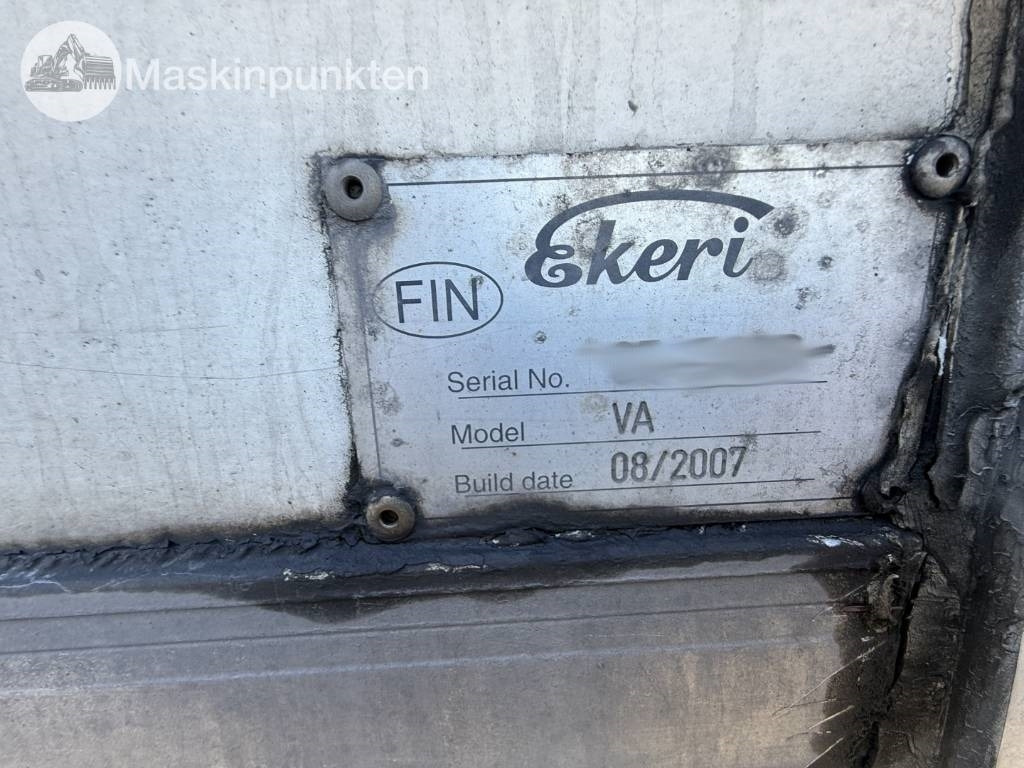 Maskinpunkten
Ekeri
FIN
Serial No.
Model VA
Build date 08/2007